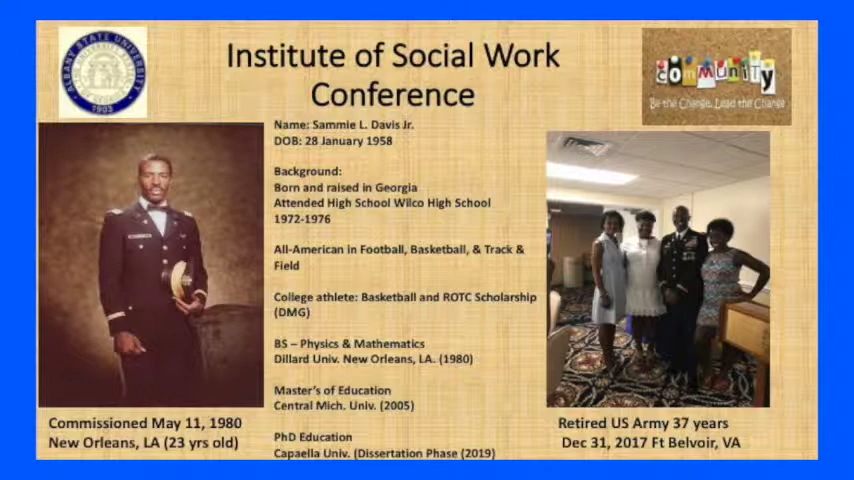 Institute of Social Work
Conference
ALBANY STATE UNIVERSITY
1903
COMMUNITY
Be the Change, Lead the Change
Name: Sammie L. Davis Jr.
DOB: 28 January 1958
Background:
Born and raised in Georgia
Attended High School Wilco High School
1972-1976
All-American in Football, Basketball, & Track &
Field
College athlete: Basketball and ROTC Scholarship
(DMG)
BS – Physics & Mathematics
Dillard Univ. New Orleans, LA. (1980)
Master's of Education
Central Mich. Univ. (2005)
PhD Education
Capaella Univ. (Dissertation Phase (2019)
Commissioned May 11, 1980
New Orleans, LA (23 yrs old)
Retired US Army 37 years
Dec 31, 2017 Ft Belvoir, VA